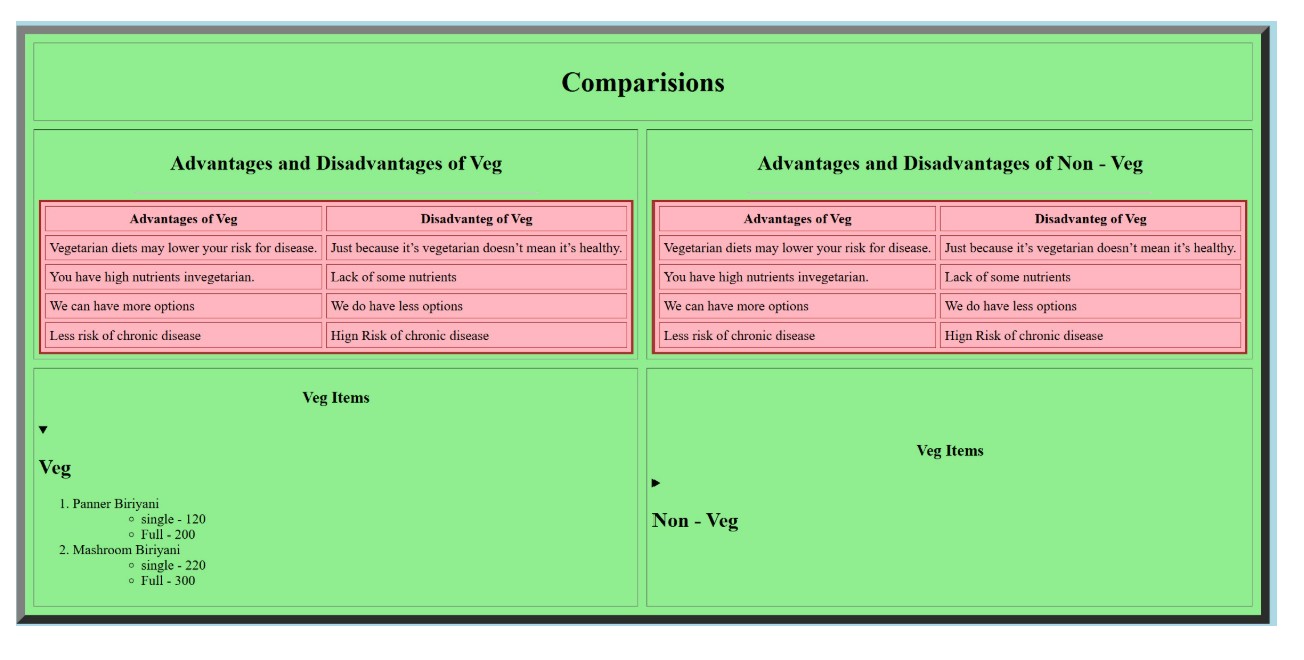 Comparisions
Advantages and Disadvantages of Veg
Advantages of Veg Disadvanteg of Veg
Vegetarian diets may lower your risk for disease. Just because it’s vegetarian doesn’t mean it’s healthy.
You have high nutrients invegetarian. Lack of some nutrients
We can have more options We do have less options
Less risk of chronic disease Hign Risk of chronic disease
Advantages and Disadvantages of Non - Veg
Advantages of Veg Disadvanteg of Veg
Vegetarian diets may lower your risk for disease. Just because it’s vegetarian doesn’t mean it’s healthy.
You have high nutrients invegetarian. Lack of some nutrients
We can have more options We do have less options
Less risk of chronic disease Hign Risk of chronic disease
Veg Items
Veg
1. Panner Biriyani
single - 120
Full - 200
2. Mashroom Biriyani
single - 220
Full - 300
Veg Items
Non - Veg